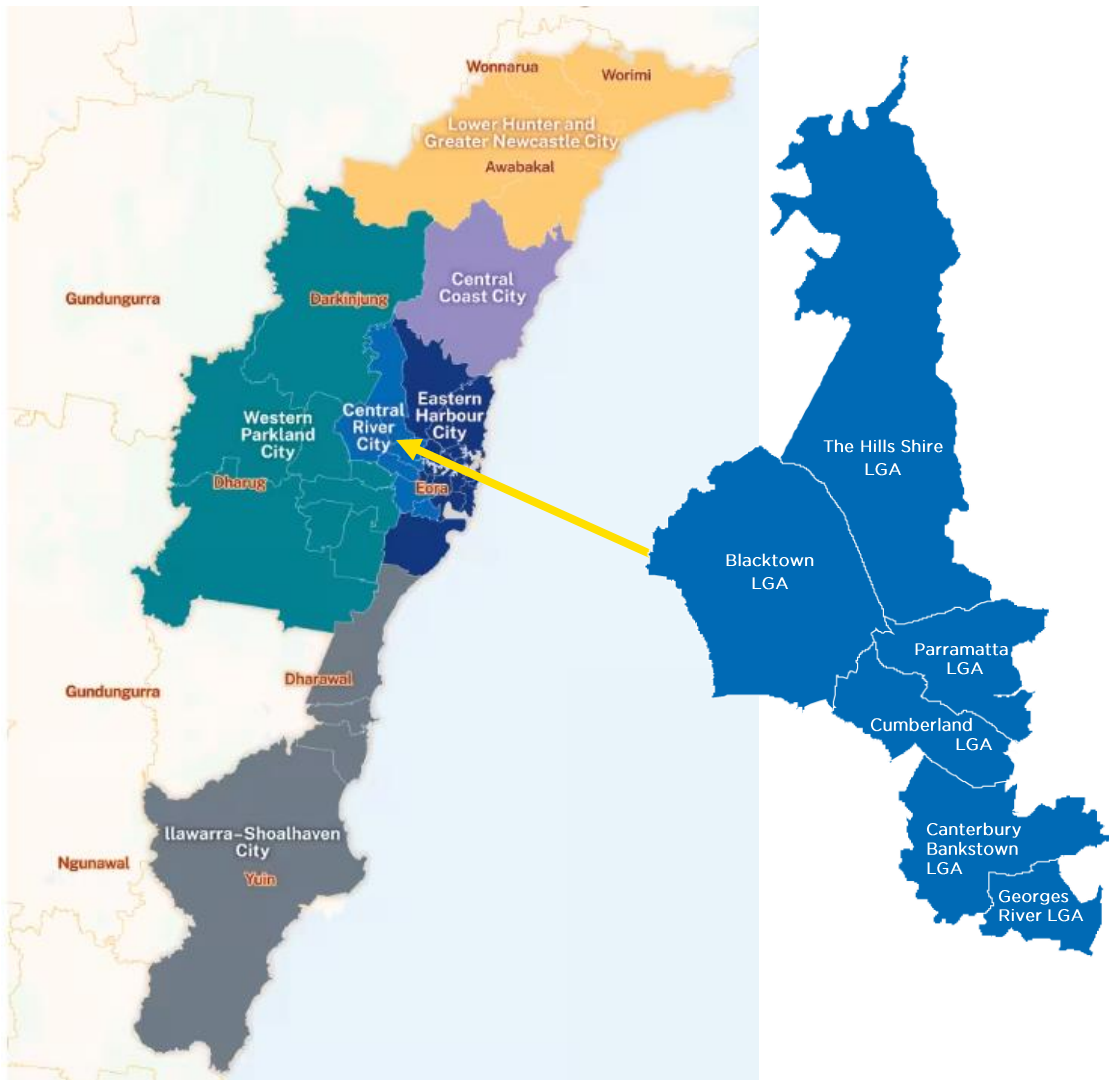 Wonnarua
Worimi
Lower Hunter and
Greater Newcastle City
Awabakal
Central
Coast City
Gundungurra
Darkinjung
Eastern
Harbour
City
Central
River
City
Western
Parkland
City
Dharug
Eora
Dharawal
Gundungurra
Illawarra–Shoalhaven
City
Ngunawal
Yuin
The Hills Shire
LGA
Blacktown
LGA
Parramatta
LGA
Cumberland
LGA
Canterbury
Bankstown
LGA
Georges
River LGA